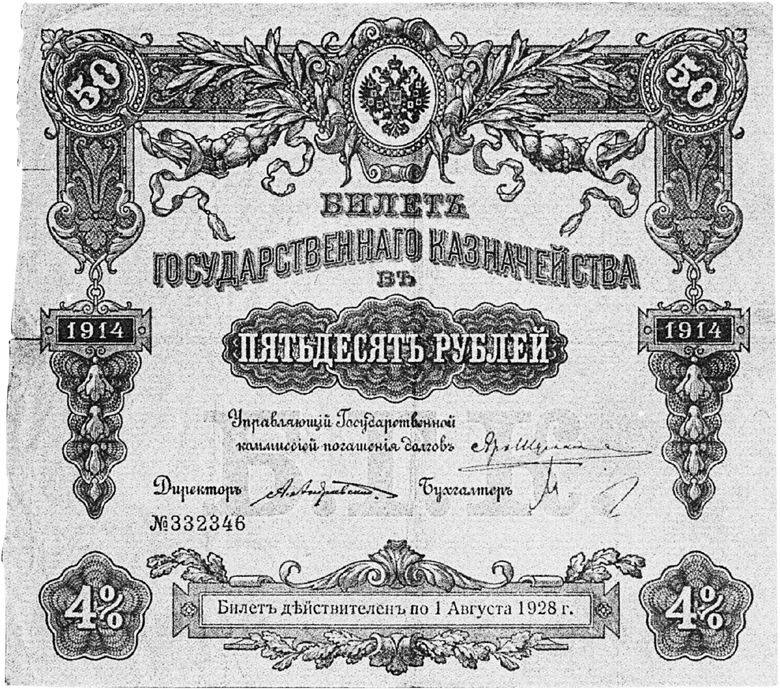 50 50
БИЛЕТЪ
ГОСУДАРСТВЕННАГО КАЗНАЧЕЙСТВА
ВЪ
1914 1914
ПЯТЬДЕСЯТЪ РУБЛЕЙ
Управляющій Государственной
коммиссіей погашенія долговъ
Директоръ Бухгалтеръ
№332346
4% 4%
Билетъ дѣйствителенъ по 1 Августа 1928 г.